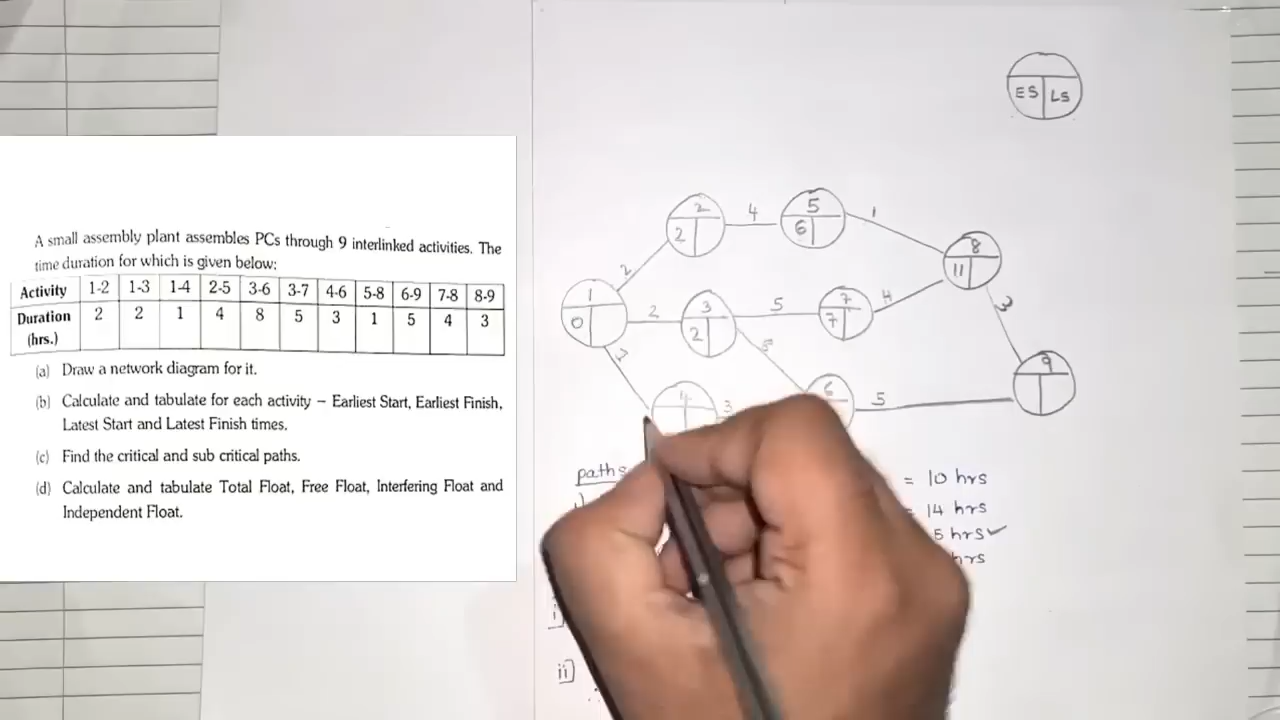 A small assembly plant assembles PCs through 9 interlinked activities. The
time duration for which is given below:
Activity 1-2 1-3 1-4 2-5 3-6 3-7 4-6 5-8 6-9 7-8 8-9
Duration (hrs.) 2 2 1 4 8 5 3 1 5 4 3
(a) Draw a network diagram for it.
(b) Calculate and tabulate for each activity – Earliest Start, Earliest Finish,
Latest Start and Latest Finish times.
(c) Find the critical and sub critical paths.
(d) Calculate and tabulate Total Float, Free Float, Interfering Float and
Independent Float.
ES LS
2
2
4
5
6
1
8
11
2
1
0
2
3
2
5
7
7
4
3
9
4
3
6
5
paths
= 10 hrs
= 14 hrs
5 hrs✓
hrs
i]
ii]